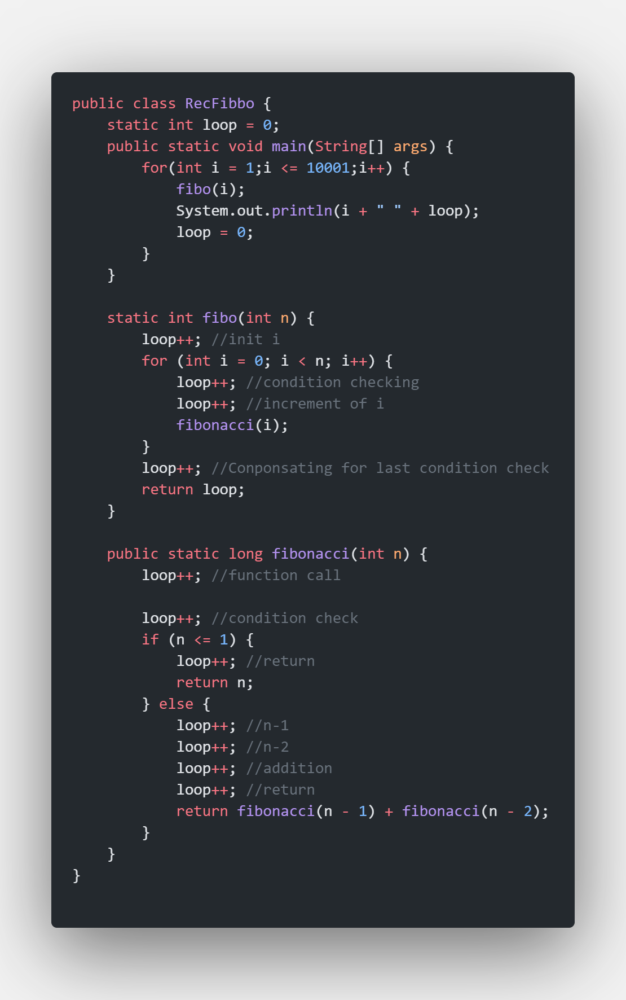 public class RecFibbo {
    static int loop = 0;
    public static void main(String[] args) {
        for(int i = 1;i <= 10001;i++) {
            fibo(i);
            System.out.println(i + " " + loop);
            loop = 0;
        }
    }

    static int fibo(int n) {
        loop++; //init i
        for (int i = 0; i < n; i++) {
            loop++; //condition checking
            loop++; //increment of i
            fibonacci(i);
        }
        loop++; //Conponsating for last condition check
        return loop;
    }

    public static long fibonacci(int n) {
        loop++; //function call

        loop++; //condition check
        if (n <= 1) {
            loop++; //return
            return n;
        } else {
            loop++; //n-1
            loop++; //n-2
            loop++; //addition
            loop++; //return
            return fibonacci(n - 1) + fibonacci(n - 2);
        }
    }
}